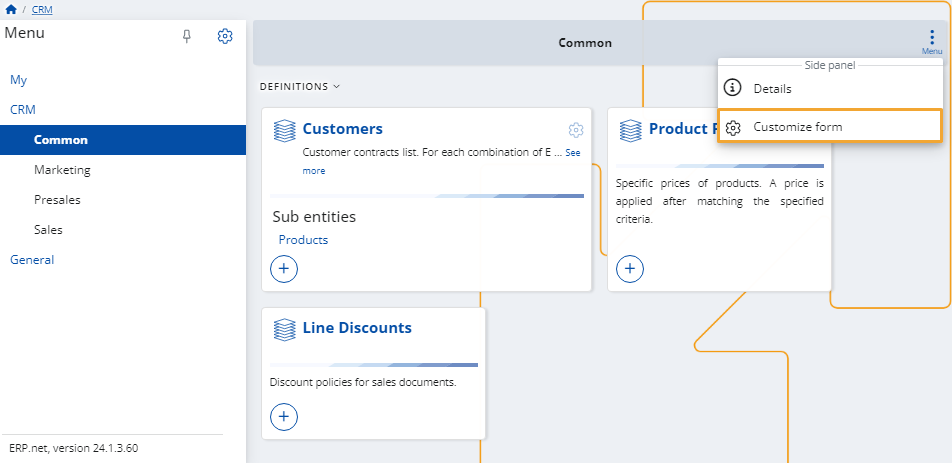 / CRM
Menu
My
CRM
Common
Marketing
Presales
Sales
General
ERP.net, version 24.1.3.60
Common
Menu
Side panel
Details
Customize form
DEFINITIONS
Customers
Customer contracts list. For each combination of E ... See
more
Sub entities
Products
Product
Specific prices of products. A price is
applied after matching the specified
criteria.
Line Discounts
Discount policies for sales documents.